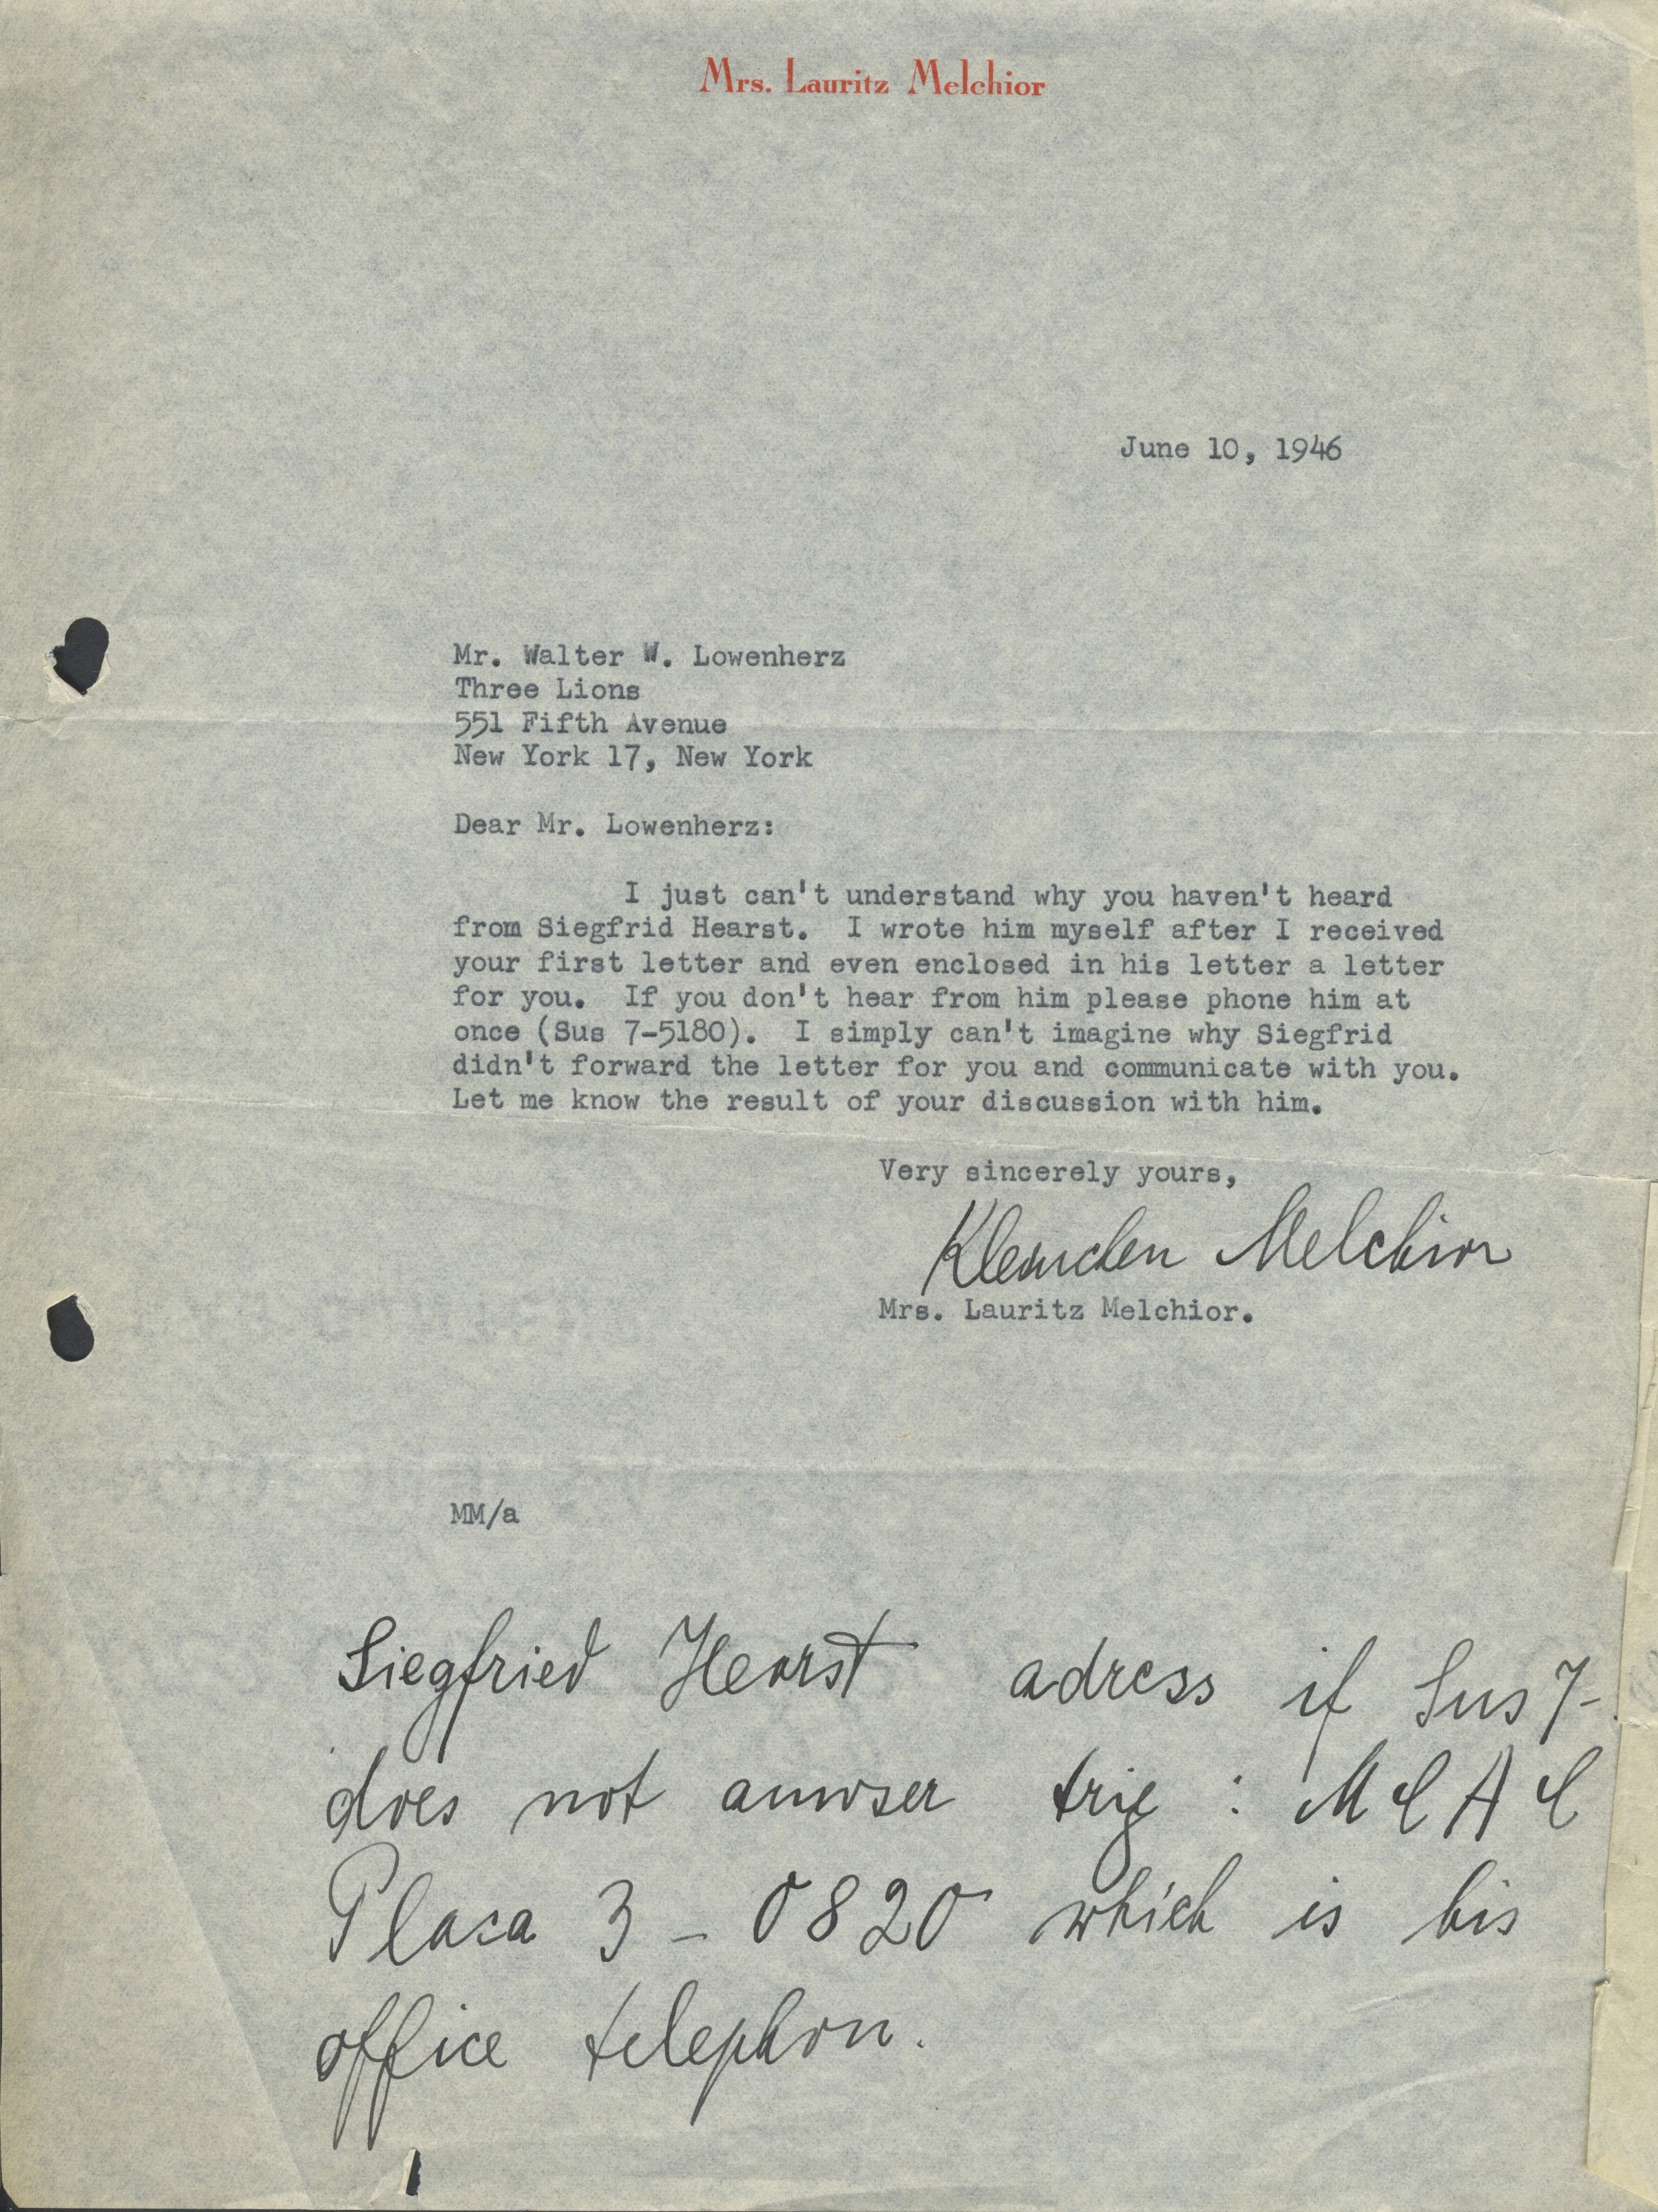 Mrs. Lauritz Melchior
June 10, 1946
Mr. Walter W. Lowenherz
Three Lions
551 Fifth Avenue
New York 17, New York
Dear Mr. Lowenherz:
I just can't understand why you haven't heard
from Siegfrid Hearst. I wrote him myself after I received
your first letter and even enclosed in his letter a letter
for you. If you don't hear from him please phone him at
once (Sus 7-5180). I simply can't imagine why Siegfrid
didn't forward the letter for you and communicate with you.
Let me know the result of your discussion with him.
Very sincerely yours,
Kleinchen Melchior
Mrs. Lauritz Melchior.
MM/a
Siegfried Hearst adress if Sus 7-
does not anwser trie :
Plaza 3 - 0820 which is his
office telephon.